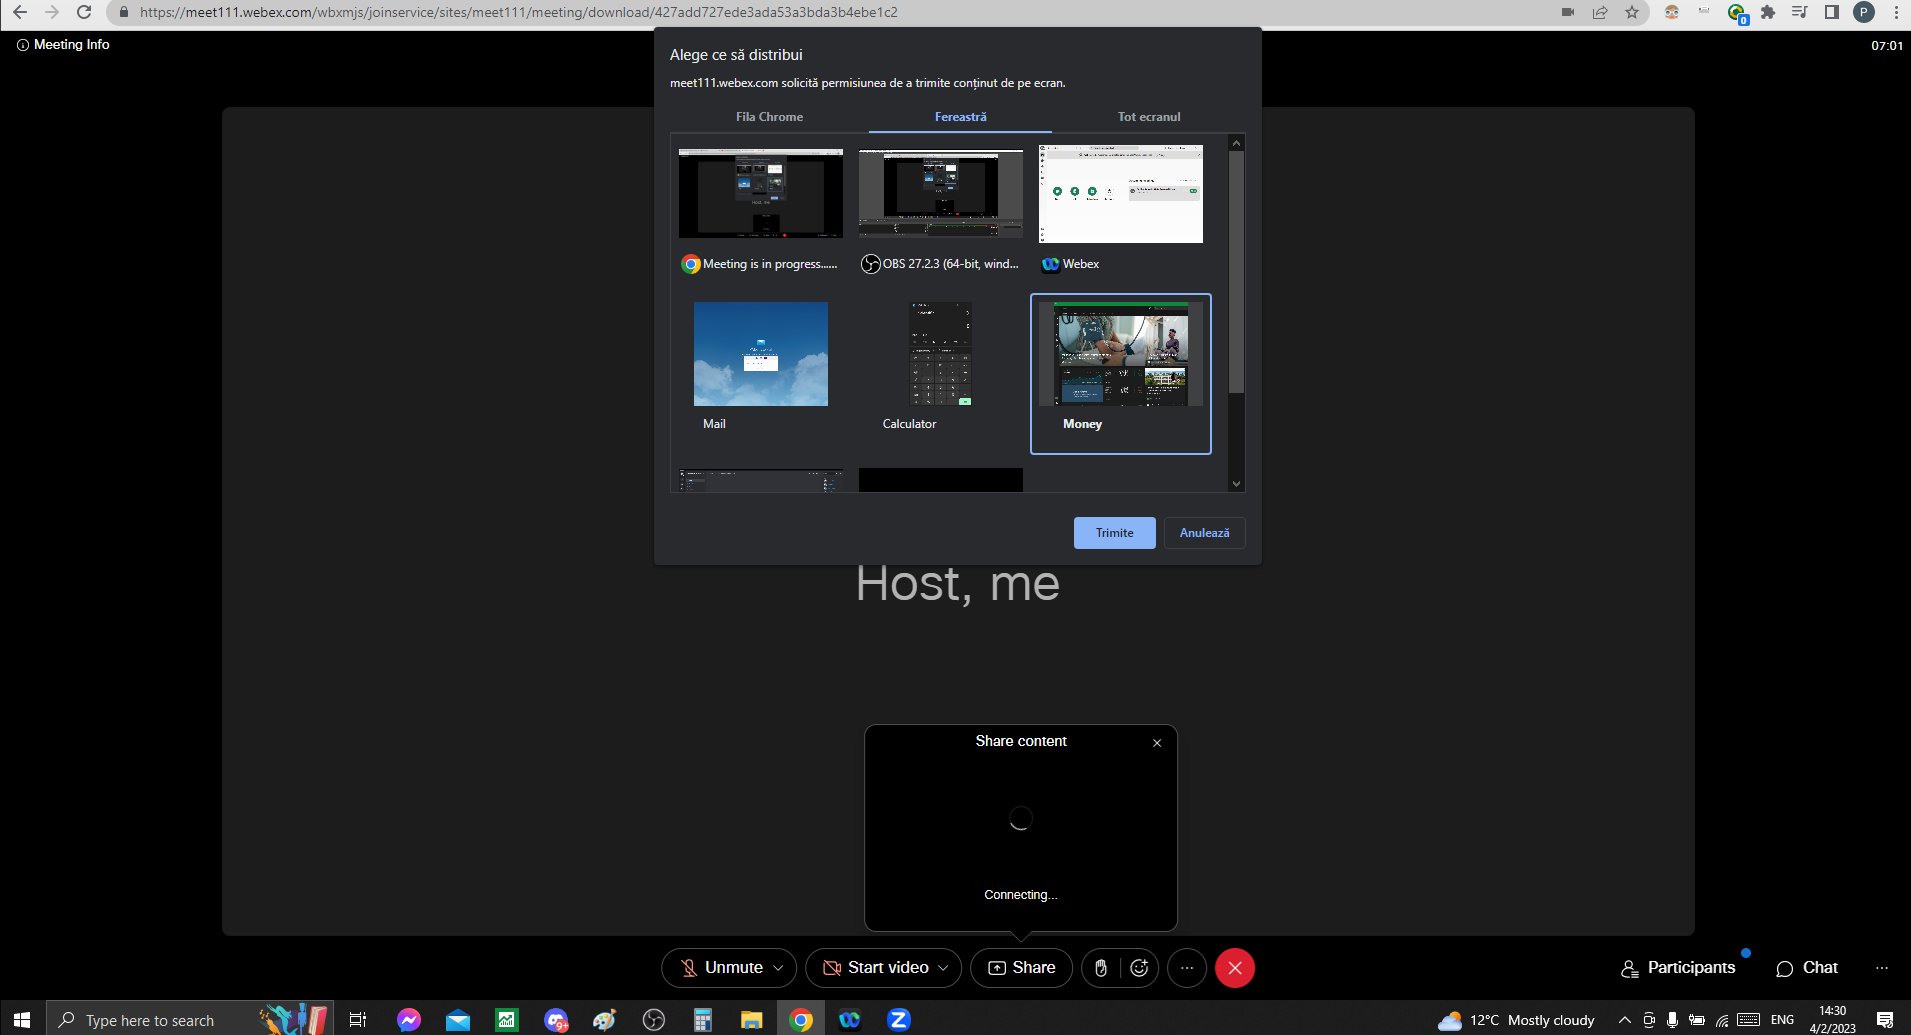 https://meet111.webex.com/wbxmjs/joinservice/sites/meet111/meeting/download/427add727ede3ada53a3bda3b4ebe1c2
0
P
Meeting Info
07:01
Alege ce să distribui
meet111.webex.com solicită permisiunea de a trimite conținut de pe ecran.
Fila Chrome
Fereastră
Tot ecranul
Meeting is in progress......
OBS 27.2.3 (64-bit, wind...
Webex
Mail
Calculator
Money
Trimite
Anulează
Host, me
Share content
Connecting...
Unmute
Start video
Share
Participants
Chat
Type here to search
9+
12°C Mostly cloudy
ENG
14:30
4/2/2023